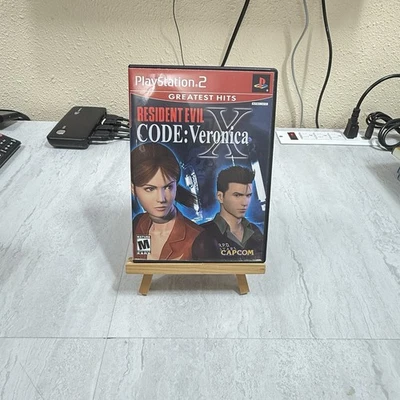 PlayStation.2
GREATEST HITS
RESIDENT EVIL
CODE: Veronica X
M
CAPCOM